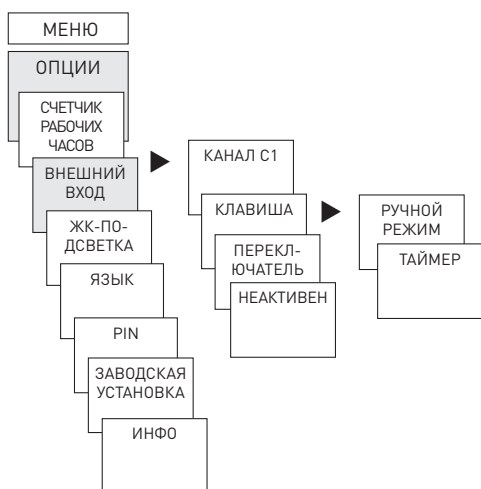 МЕНЮ
ОПЦИИ
СЧЕТЧИК
РАБОЧИХ
ЧАСОВ
ВНЕШНИЙ
ВХОД
ЖК-ПО-
ДСВЕТКА
ЯЗЫК
PIN
ЗАВОДСКАЯ
УСТАНОВКА
ИНФО
КАНАЛ C1
КЛАВИША
ПЕРЕКЛ-
ЮЧАТЕЛЬ
НЕАКТИВЕН
РУЧНОЙ
РЕЖИМ
ТАЙМЕР